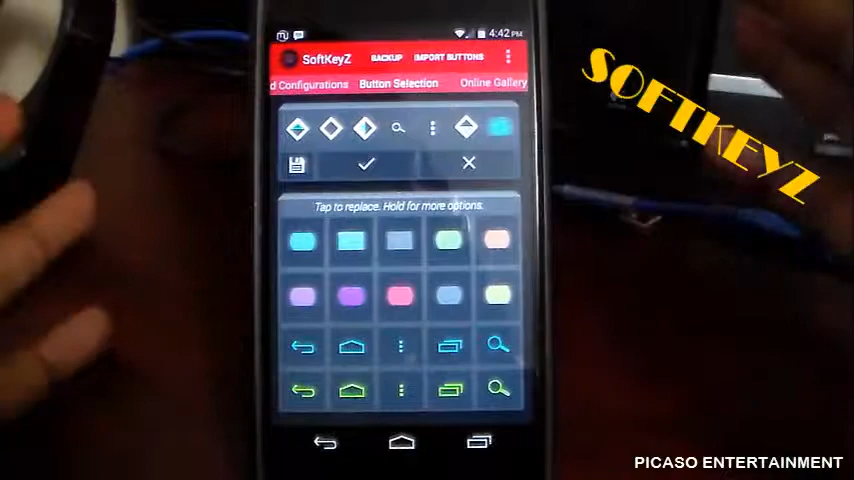 4:42 PM
SoftKeyZ
BACKUP
IMPORT BUTTONS
d Configurations
Button Selection
Online Gallery
Tap to replace. Hold for more options.
SOFTKEYZ
PICASO ENTERTAINMENT